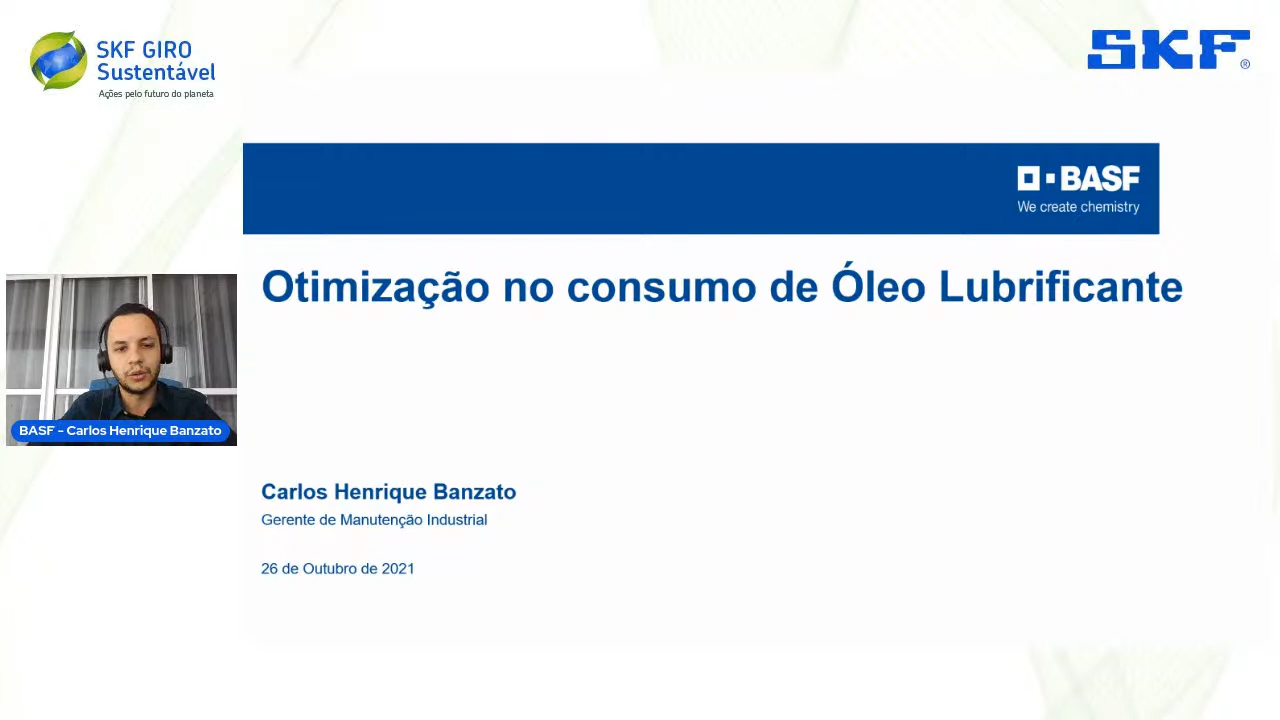 SKF GIRO
Sustentável
Ações pelo futuro do planeta
SKF®
BASF
We create chemistry
Otimização no consumo de Óleo Lubrificante
BASF - Carlos Henrique Banzato
Carlos Henrique Banzato
Gerente de Manutenção Industrial
26 de Outubro de 2021